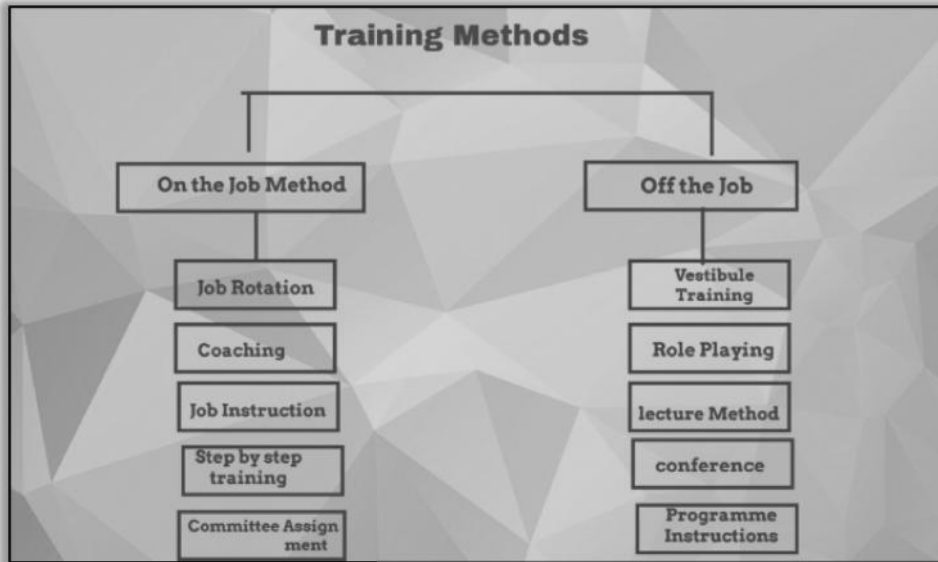 Training Methods
On the Job Method
Job Rotation
Coaching
Job Instruction
Step by step
training
Committee Assign
ment
Off the Job
Vestibule
Training
Role Playing
lecture Method
conference
Programme
Instructions